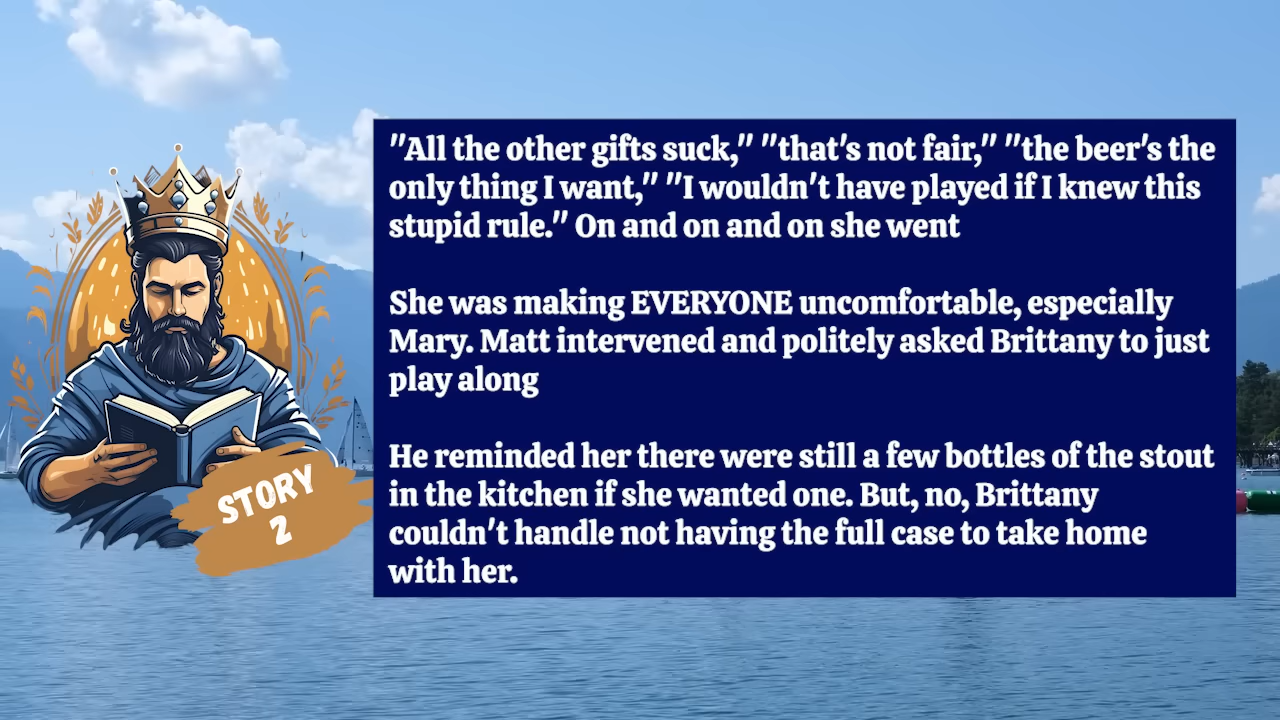 STORY
2
"All the other gifts suck," "that's not fair," "the beer's the
only thing I want," "I wouldn't have played if I knew this
stupid rule." On and on and on she went
She was making EVERYONE uncomfortable, especially
Mary. Matt intervened and politely asked Brittany to just
play along
He reminded her there were still a few bottles of the stout
in the kitchen if she wanted one. But, no, Brittany
couldn't handle not having the full case to take home
with her.